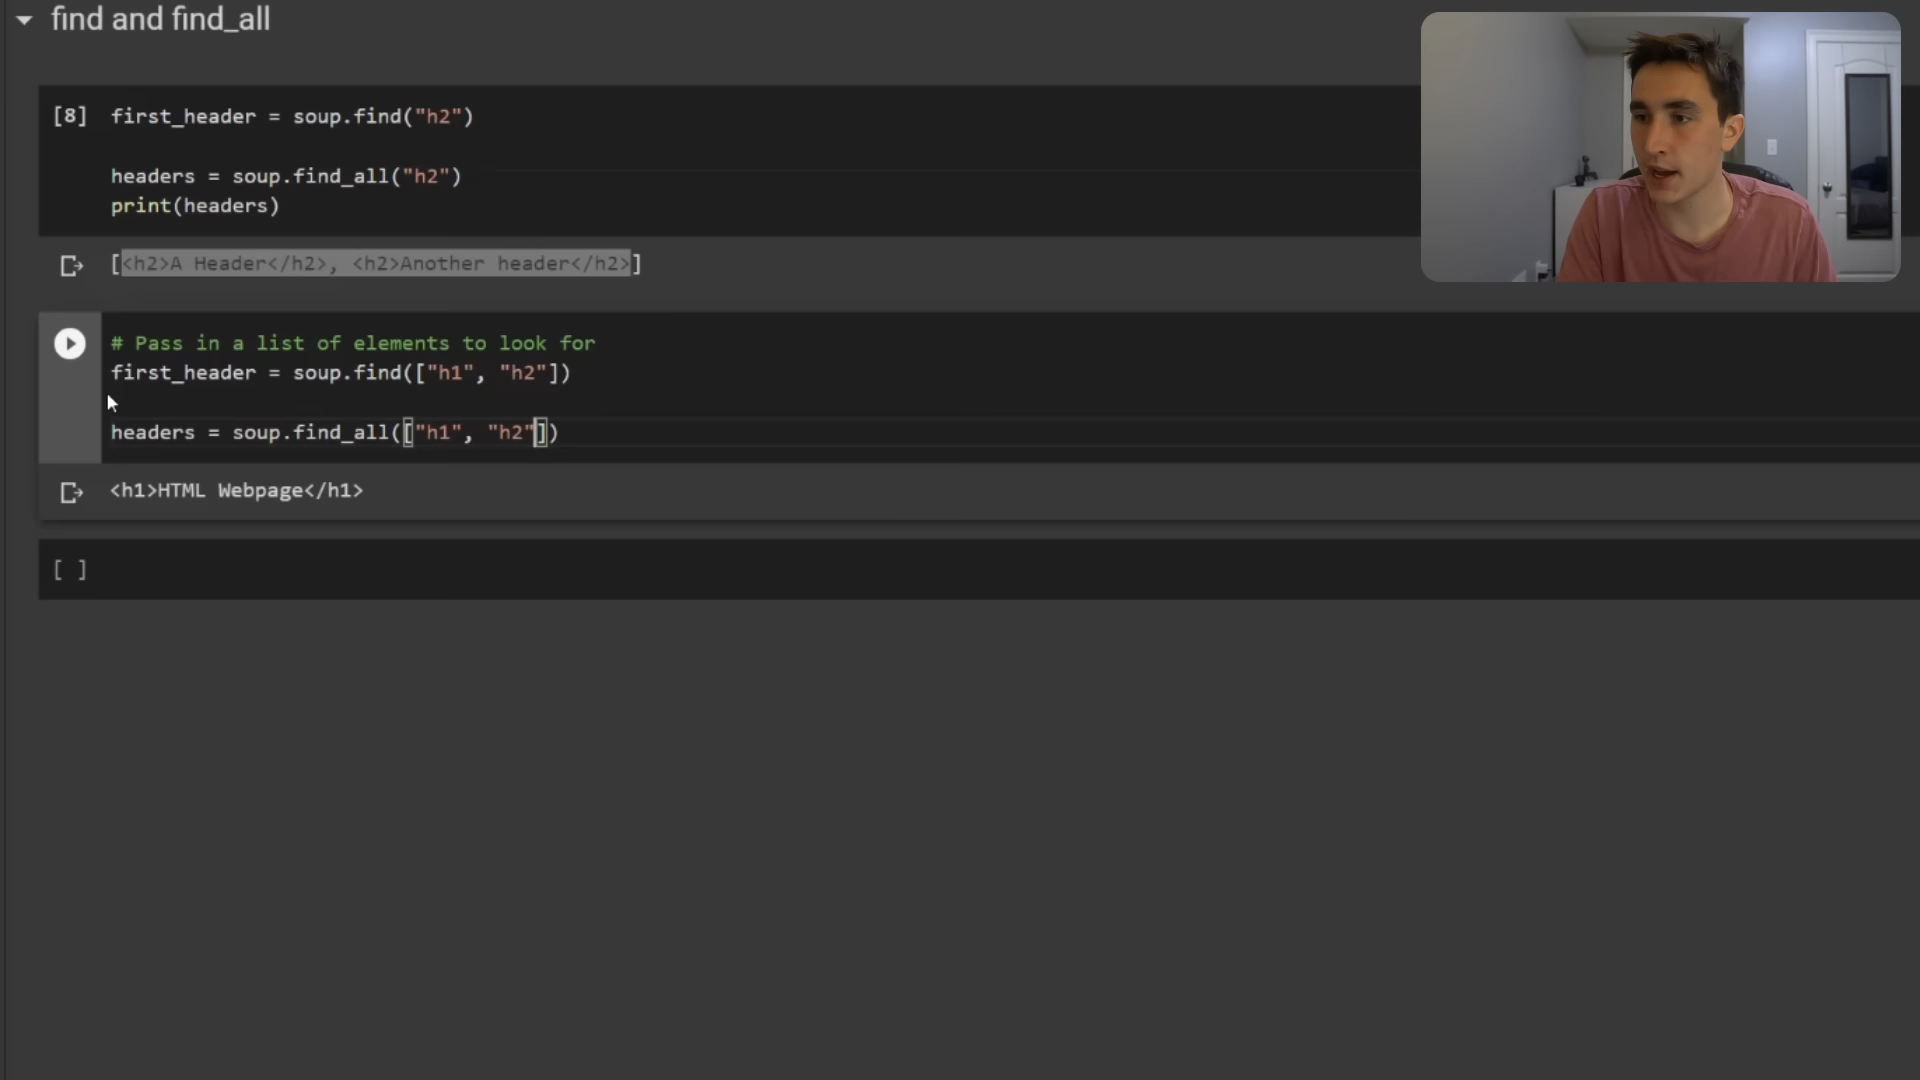 find and find_all
[8] first_header = soup.find("h2")
headers = soup.find_all("h2")
print(headers)
[<h2>A Header</h2>, <h2>Another header</h2>]
# Pass in a list of elements to look for
first_header = soup.find(["h1", "h2"])
headers = soup.find_all(["h1", "h2"])
<h1>HTML Webpage</h1>
[ ]